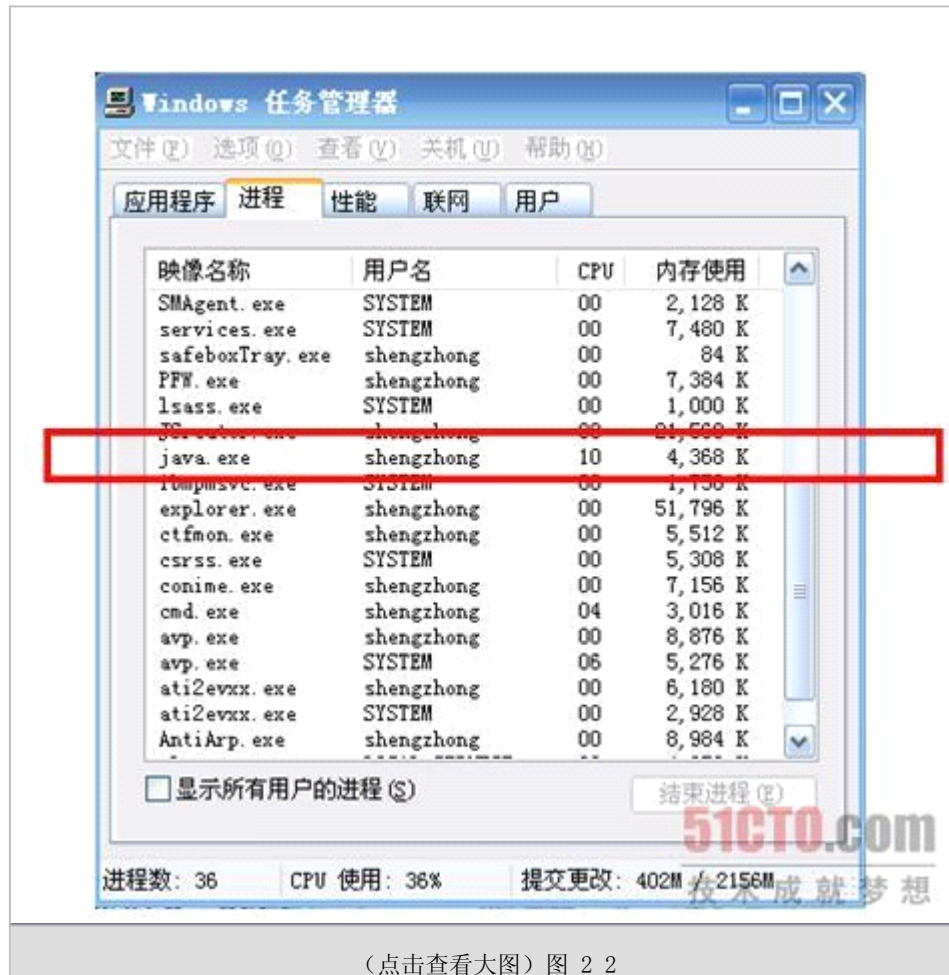 Windows 任务管理器
文件(F) 选项(O) 查看(V) 关机(U) 帮助(H)
应用程序 进程 性能 联网 用户
映像名称 用户名 CPU 内存使用
SMAgent.exe SYSTEM 00 2,128 K
services.exe SYSTEM 00 7,480 K
safeboxTray.exe shengzhong 00 84 K
PFW.exe shengzhong 00 7,384 K
lsass.exe SYSTEM 00 1,000 K
shengzhong
java.exe shengzhong 10 4,368 K
SYSTEM
explorer.exe shengzhong 00 51,796 K
ctfmon.exe shengzhong 00 5,512 K
csrss.exe SYSTEM 00 5,308 K
conime.exe shengzhong 00 7,156 K
cmd.exe shengzhong 04 3,016 K
avp.exe shengzhong 00 8,876 K
avp.exe SYSTEM 06 5,276 K
ati2evxx.exe shengzhong 00 6,180 K
ati2evxx.exe SYSTEM 00 2,928 K
AntiArp.exe shengzhong 00 8,984 K
显示所有用户的进程(S) 结束进程(E)
51CTO.com
进程数: 36 CPU 使用: 36% 提交更改: 402M / 2156M
技术成就梦想
(点击查看大图)图 2 2